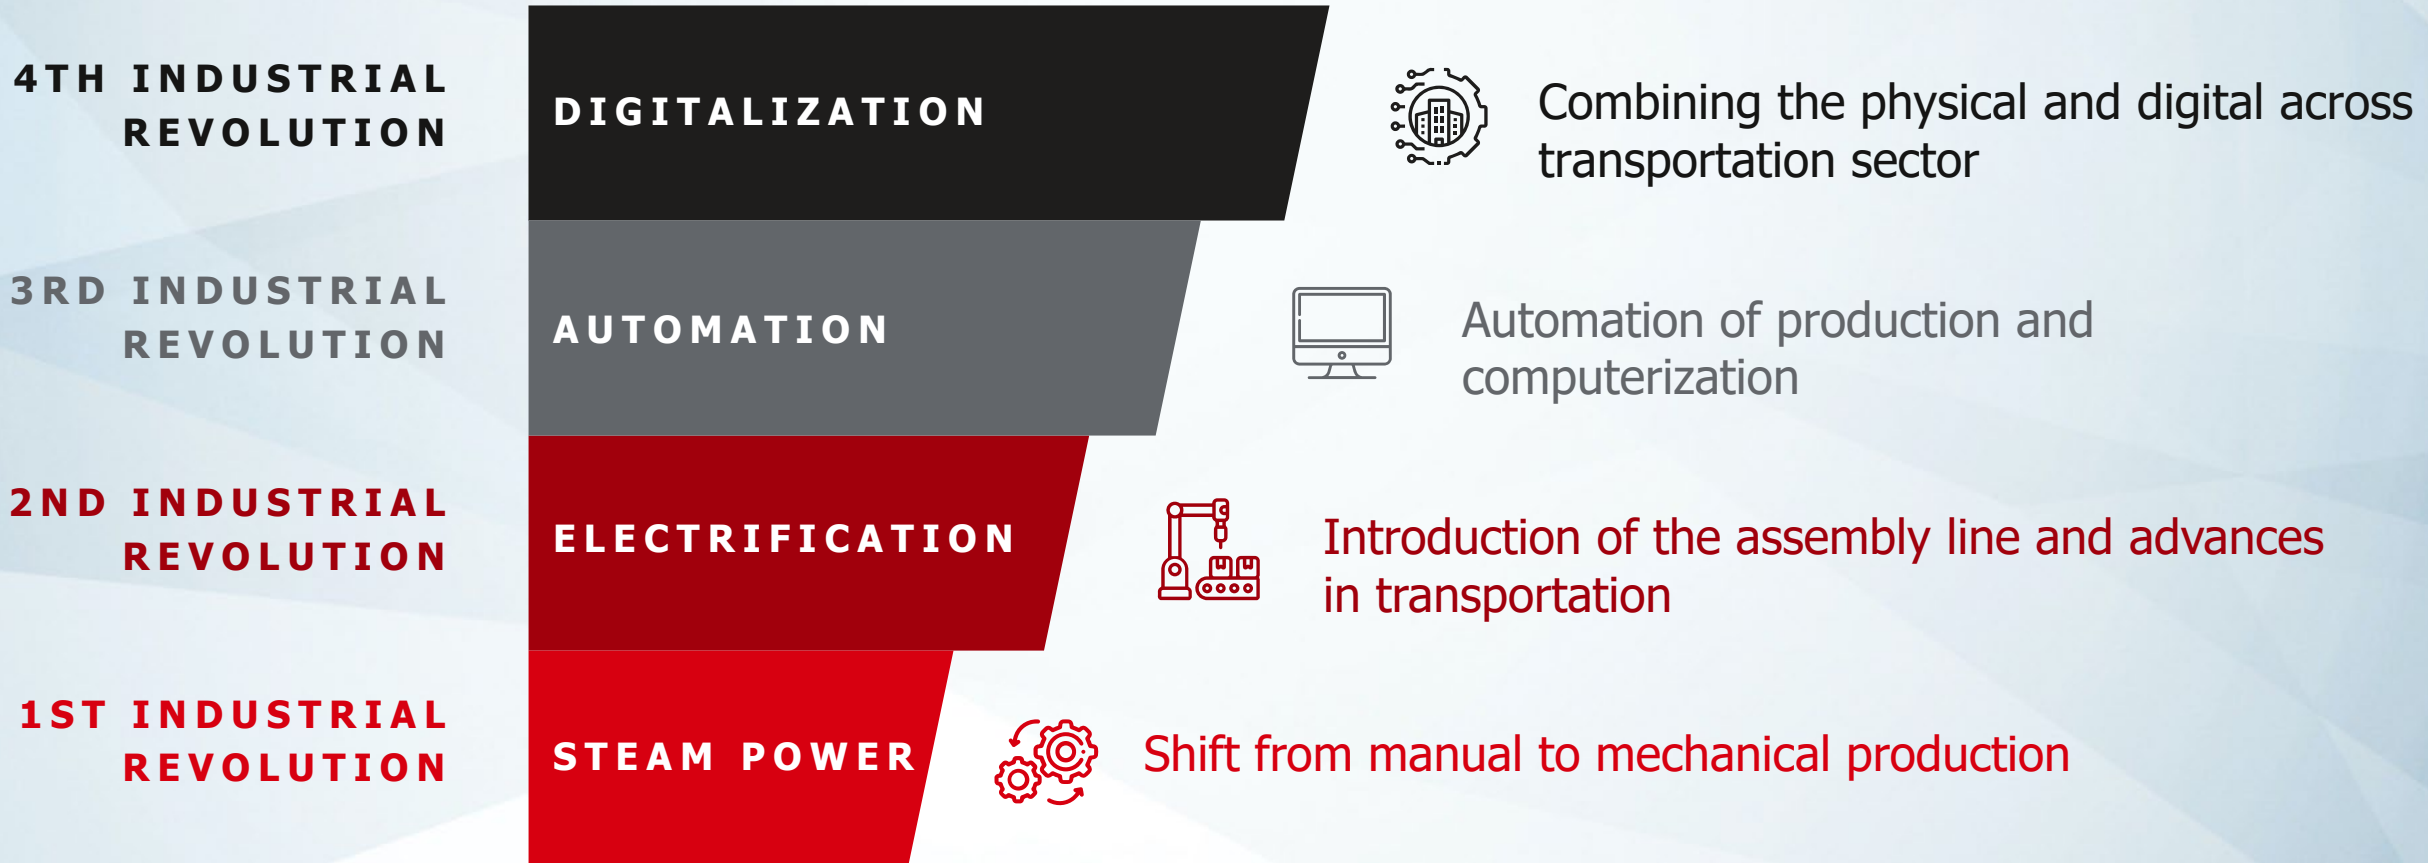 4TH INDUSTRIAL
REVOLUTION
DIGITALIZATION
Combining the physical and digital across
transportation sector
3RD INDUSTRIAL
REVOLUTION
AUTOMATION
Automation of production and
computerization
2ND INDUSTRIAL
REVOLUTION
ELECTRIFICATION
Introduction of the assembly line and advances
in transportation
1ST INDUSTRIAL
REVOLUTION
STEAM POWER
Shift from manual to mechanical production